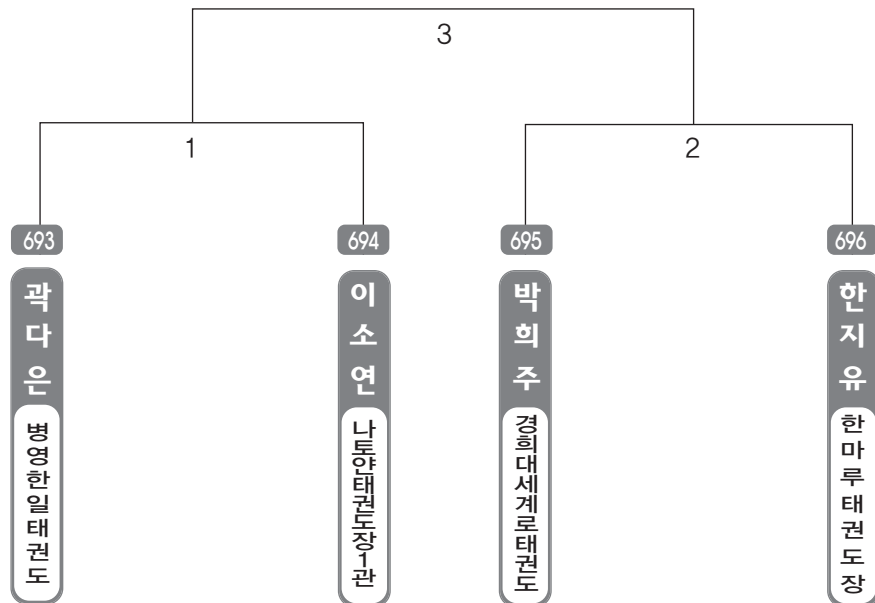 3
1
2
693
694
695
696
곽다은
이소연
박희주
한지유
병영한일태권도
나토얀태권도장1관
경희대세계로태권도
한마루태권도장